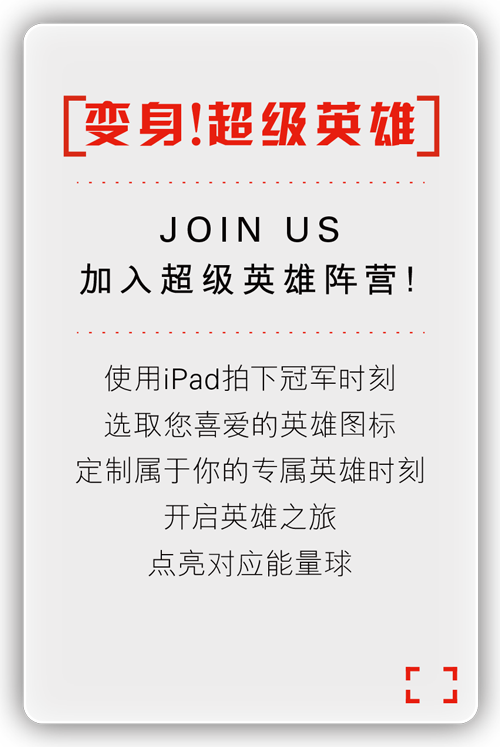 [变身!超级英雄]
JOIN US
加入超级英雄阵营!
使用iPad拍下冠军时刻
选取您喜爱的英雄图标
定制属于你的专属英雄时刻
开启英雄之旅
点亮对应能量球